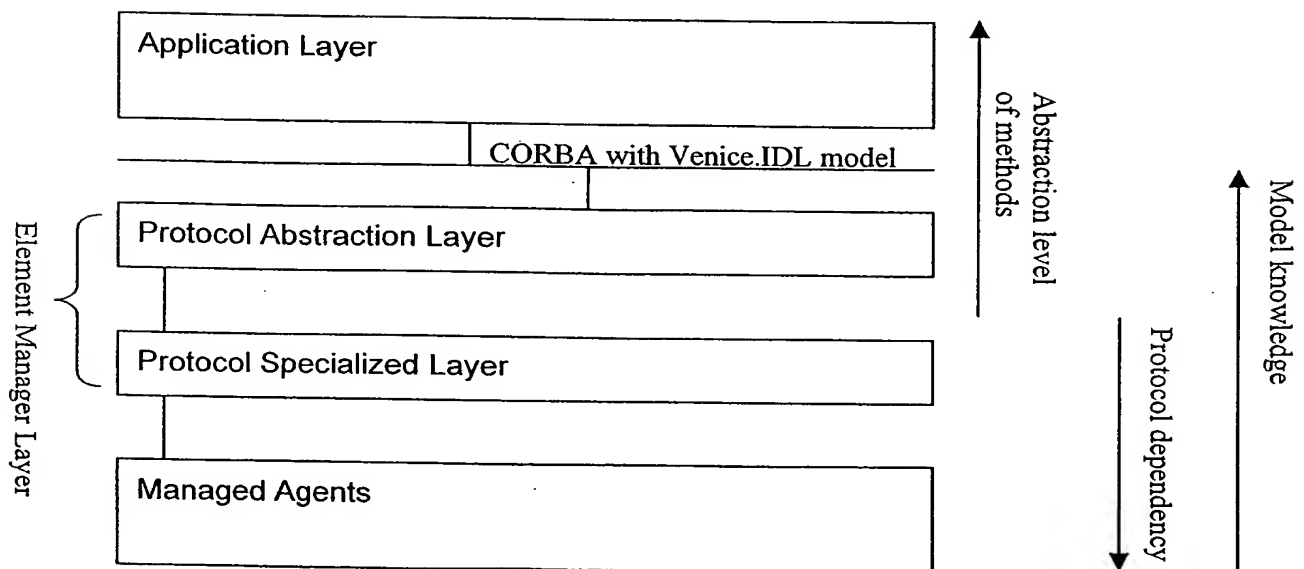 Application Layer
CORBA with Venice.IDL model
Protocol Abstraction Layer
Protocol Specialized Layer
Managed Agents
Element Manager Layer
Abstraction level
of methods
Protocol dependency
Model knowledge